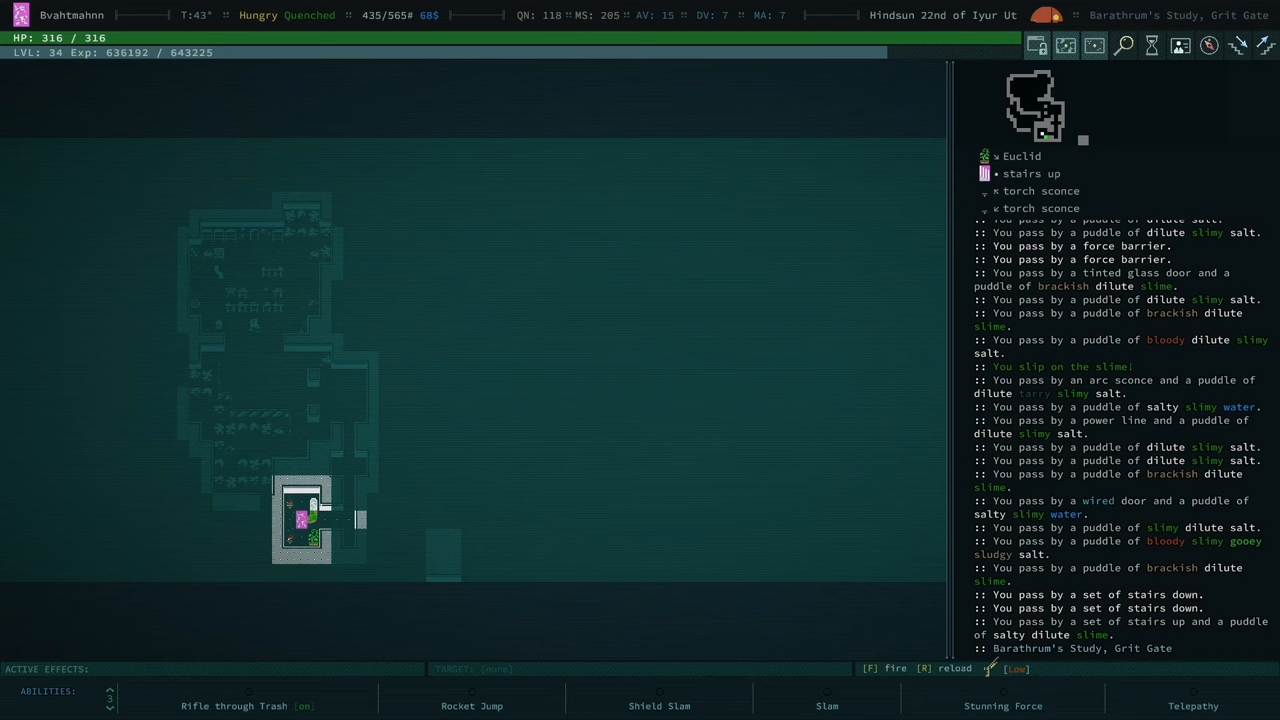 Bvahtmahn T:43° :: Hungry Quenched :: 435/565# 68$ QN: 118 :: MS: 205 :: AV: 15 :: DV: 7 :: MA: 7 Hindsun 22nd of Iyur Ut :: Barathrum's Study, Grit Gate
HP: 316 / 316
LVL: 34 Exp: 636192 / 643225
Euclid
stairs up
torch sconce
torch sconce
:: You pass by a puddle of dilute slimy salt.
:: You pass by a force barrier.
:: You pass by a force barrier.
:: You pass by a tinted glass door and a
puddle of brackish dilute slime.
:: You pass by a puddle of dilute slimy salt.
:: You pass by a puddle of brackish dilute
slime.
:: You pass by a puddle of bloody dilute slimy
salt.
:: You slip on the slime!
:: You pass by an arc sconce and a puddle of
dilute tarry slimy salt.
:: You pass by a puddle of salty slimy water.
:: You pass by a power line and a puddle of
dilute slimy salt.
:: You pass by a puddle of dilute slimy salt.
:: You pass by a puddle of dilute slimy salt.
:: You pass by a puddle of brackish dilute
slime.
:: You pass by a wired door and a puddle of
salty slimy water.
:: You pass by a puddle of slimy dilute salt.
:: You pass by a puddle of bloody slimy gooey
sludgy salt.
:: You pass by a puddle of brackish dilute
slime.
:: You pass by a set of stairs down.
:: You pass by a set of stairs down.
:: You pass by a set of stairs up and a puddle
of salty dilute slime.
:: Barathrum's Study, Grit Gate
ACTIVE EFFECTS: TARGET: [none] [F] fire [R] reload [Low]
ABILITIES: 3 Rifle through Trash [on] Rocket Jump Shield Slam Slam Stunning Force Telepathy